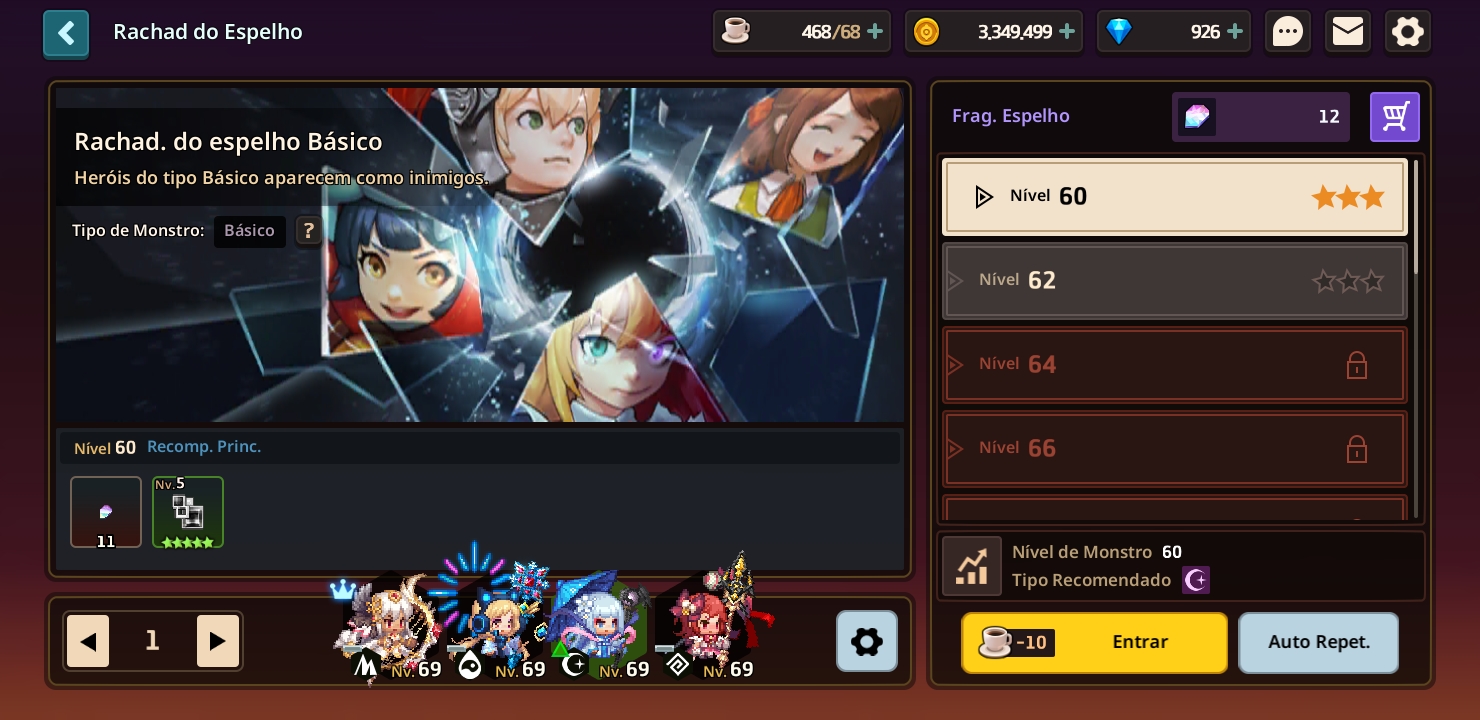 Rachad do Espelho
468/68
3,349,499
926
Rachad. do espelho Básico
Heróis do tipo Básico aparecem como inimigos.
Tipo de Monstro: Básico ?
Nível 60 Recomp. Princ.
11
Nv.5
1
Nv.69
Nv.69
Nv.69
Nv.69
Frag. Espelho
12
Nível 60
Nível 62
Nível 64
Nível 66
Nível de Monstro 60
Tipo Recomendado
-10 Entrar
Auto Repet.